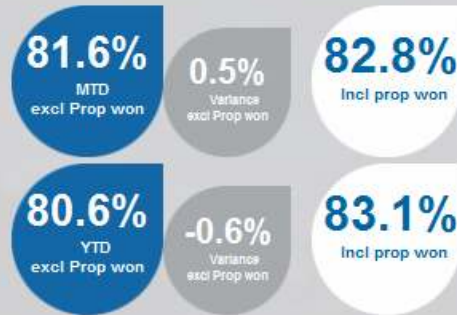 81.6%
MTD
excl Prop won
0.5%
Variance
excl Prop won
82.8%
Incl prop won
80.6%
YTD
excl Prop won
-0.6%
Variance
excl Prop won
83.1%
Incl prop won